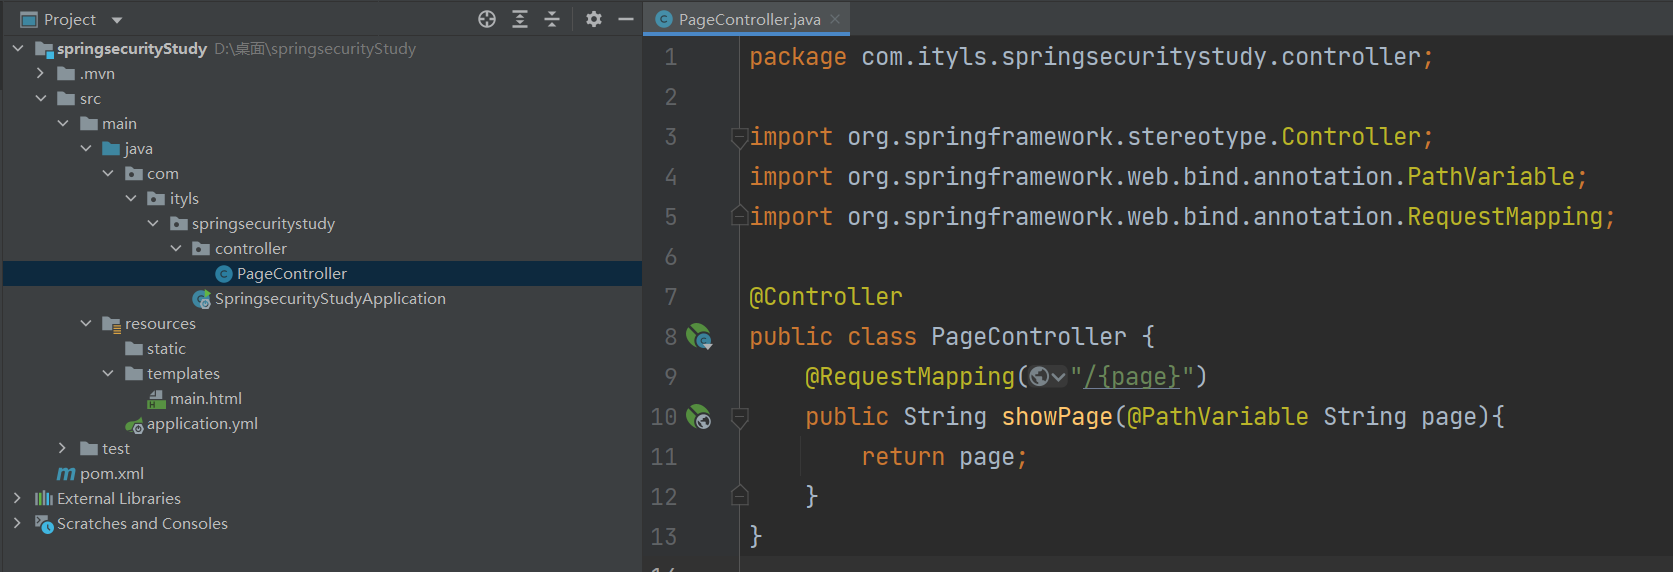 Project
springsecurityStudy D:\桌面\springsecurityStudy
.mvn
src
main
java
com
ityls
springsecuritystudy
controller
PageController
SpringsecurityStudyApplication
resources
static
templates
main.html
application.yml
test
pom.xml
External Libraries
Scratches and Consoles
PageController.java
1 package com.ityls.springsecuritystudy.controller;
2
3 import org.springframework.stereotype.Controller;
4 import org.springframework.web.bind.annotation.PathVariable;
5 import org.springframework.web.bind.annotation.RequestMapping;
6
7 @Controller
8 public class PageController {
9 @RequestMapping("/{page}")
10 public String showPage(@PathVariable String page){
11 return page;
12 }
13 }